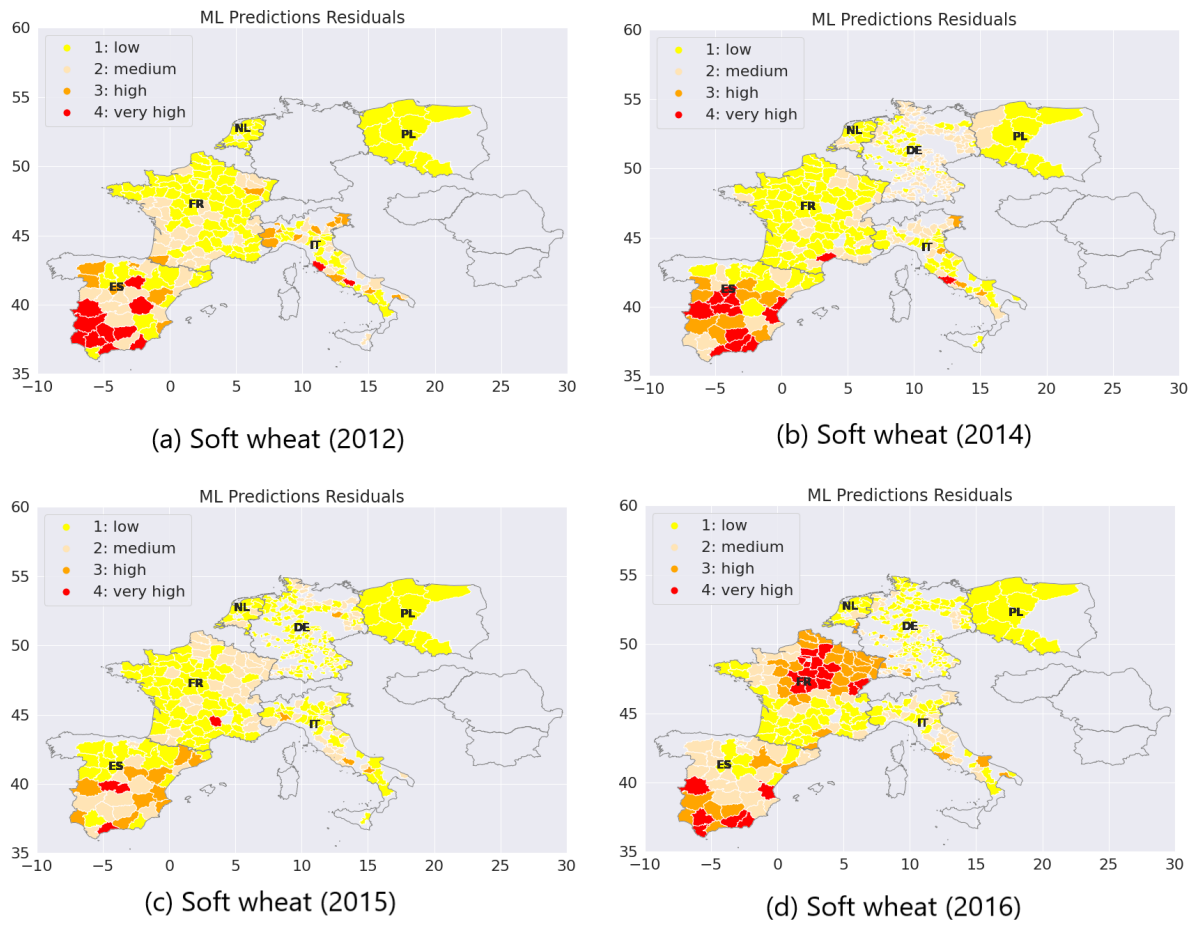 ML Predictions Residuals
60
55
50
45
40
35
1: low
2: medium
3: high
4: very high
NL
PL
FR
IT
ES
−10 −5 0 5 10 15 20 25 30
(a) Soft wheat (2012)
ML Predictions Residuals
60
55
50
45
40
35
1: low
2: medium
3: high
4: very high
NL
PL
DE
FR
IT
ES
−10 −5 0 5 10 15 20 25 30
(b) Soft wheat (2014)
ML Predictions Residuals
60
55
50
45
40
35
1: low
2: medium
3: high
4: very high
NL
PL
DE
FR
IT
ES
−10 −5 0 5 10 15 20 25 30
(c) Soft wheat (2015)
ML Predictions Residuals
60
55
50
45
40
35
1: low
2: medium
3: high
4: very high
NL
PL
DE
FR
IT
ES
−10 −5 0 5 10 15 20 25 30
(d) Soft wheat (2016)